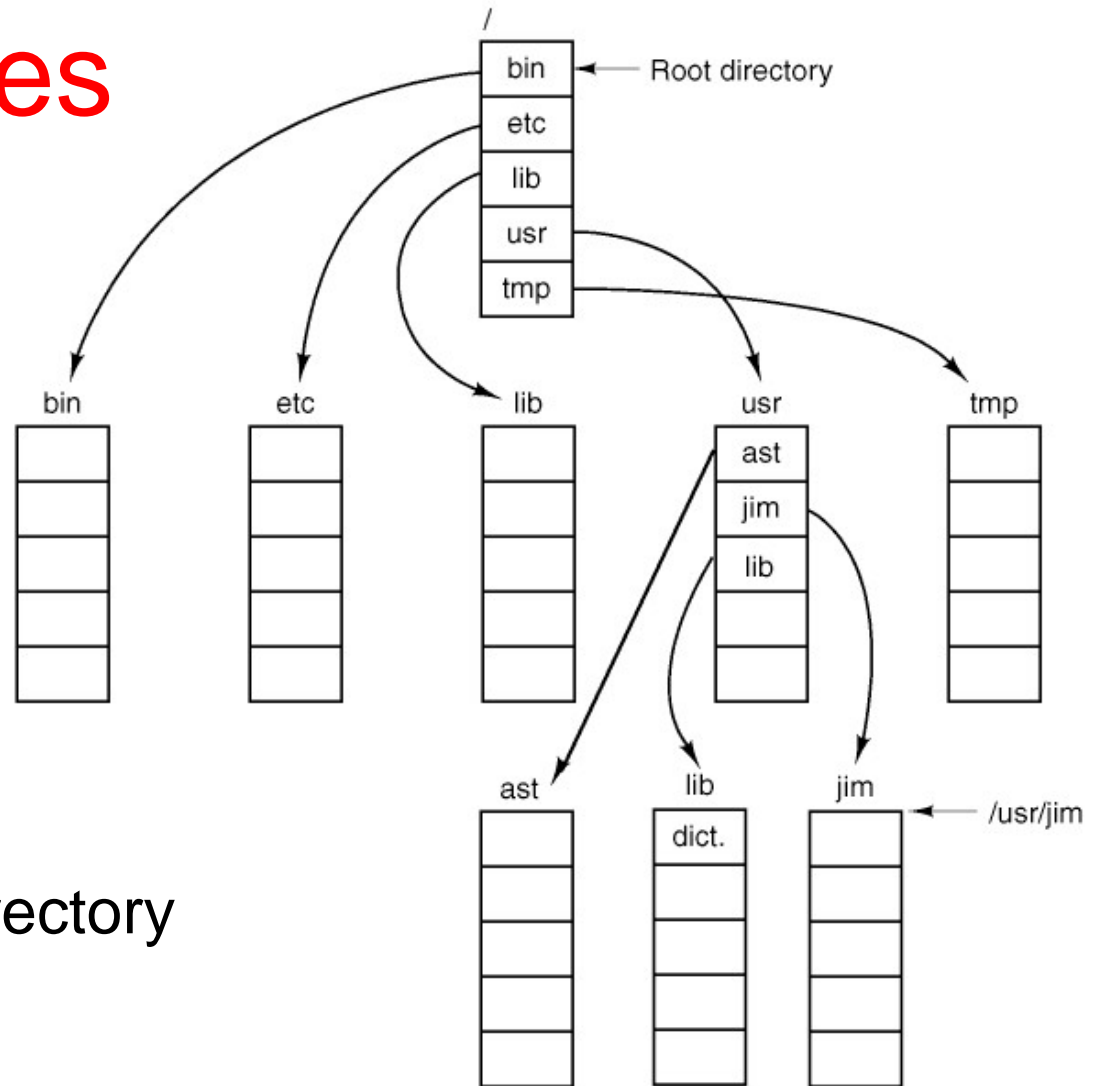 /
es
bin
Root directory
etc
lib
usr
tmp
bin
etc
lib
usr
tmp
ast
jim
lib
ast
lib
jim
/usr/jim
dict.
ectory